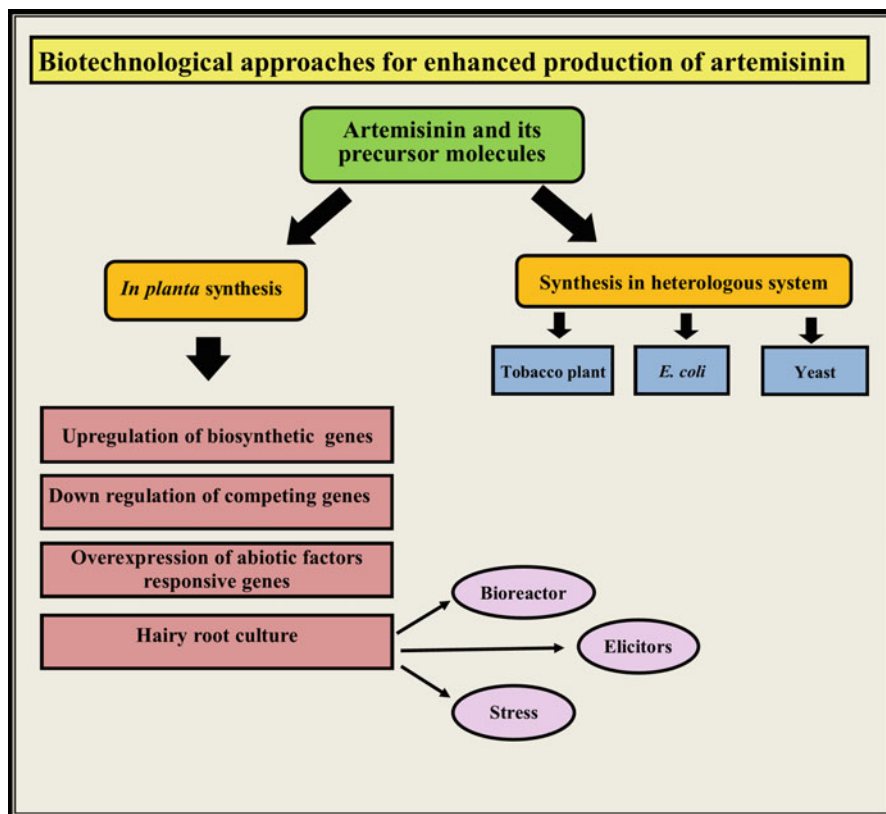 Biotechnological approaches for enhanced production of artemisinin
Artemisinin and its
precursor molecules
In planta synthesis
Synthesis in heterologous system
Tobacco plant
E. coli
Yeast
Upregulation of biosynthetic genes
Down regulation of competing genes
Overexpression of abiotic factors
responsive genes
Hairy root culture
Bioreactor
Elicitors
Stress